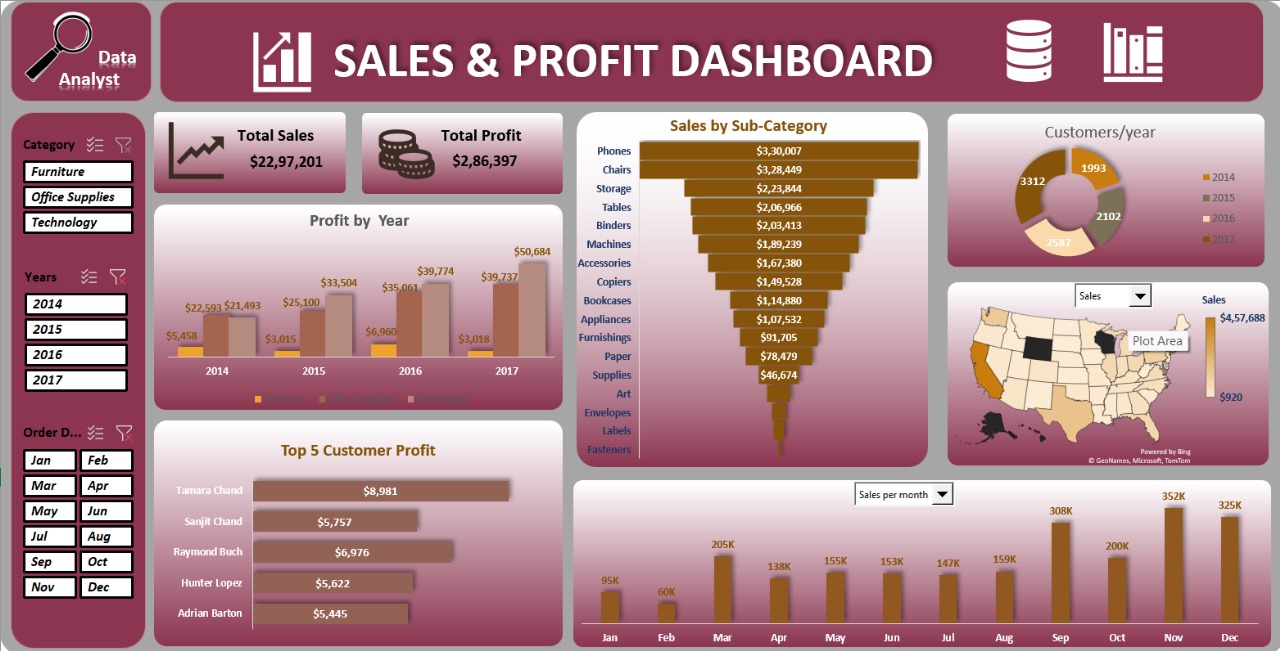 Data
Analyst
SALES & PROFIT DASHBOARD
Category
Furniture
Office Supplies
Technology
Years
2014
2015
2016
2017
Order D...
Jan Feb
Mar Apr
May Jun
Jul Aug
Sep Oct
Nov Dec
Total Sales
$22,97,201
Total Profit
$2,86,397
Profit by Year
$5,458 $22,593 $21,493
$3,015 $25,100 $33,504
$6,960 $35,061 $39,774
$3,018 $39,737 $50,684
2014 2015 2016 2017
Top 5 Customer Profit
Tamara Chand $8,981
Sanjit Chand $5,757
Raymond Buch $6,976
Hunter Lopez $5,622
Adrian Barton $5,445
Sales by Sub-Category
Phones $3,30,007
Chairs $3,28,449
Storage $2,23,844
Tables $2,06,966
Binders $2,03,413
Machines $1,89,239
Accessories $1,67,380
Copiers $1,49,528
Bookcases $1,14,880
Appliances $1,07,532
Furnishings $91,705
Paper $78,479
Supplies $46,674
Art
Envelopes
Labels
Fasteners
Customers/year
1993
2102
2587
3312
2014
2015
2016
2017
Sales
Sales
$4,57,688
$920
Plot Area
Powered by Bing
© GeoNames, Microsoft, TomTom
Sales per month
95K 60K 205K 138K 155K 153K 147K 159K 308K 200K 352K 325K
Jan Feb Mar Apr May Jun Jul Aug Sep Oct Nov Dec